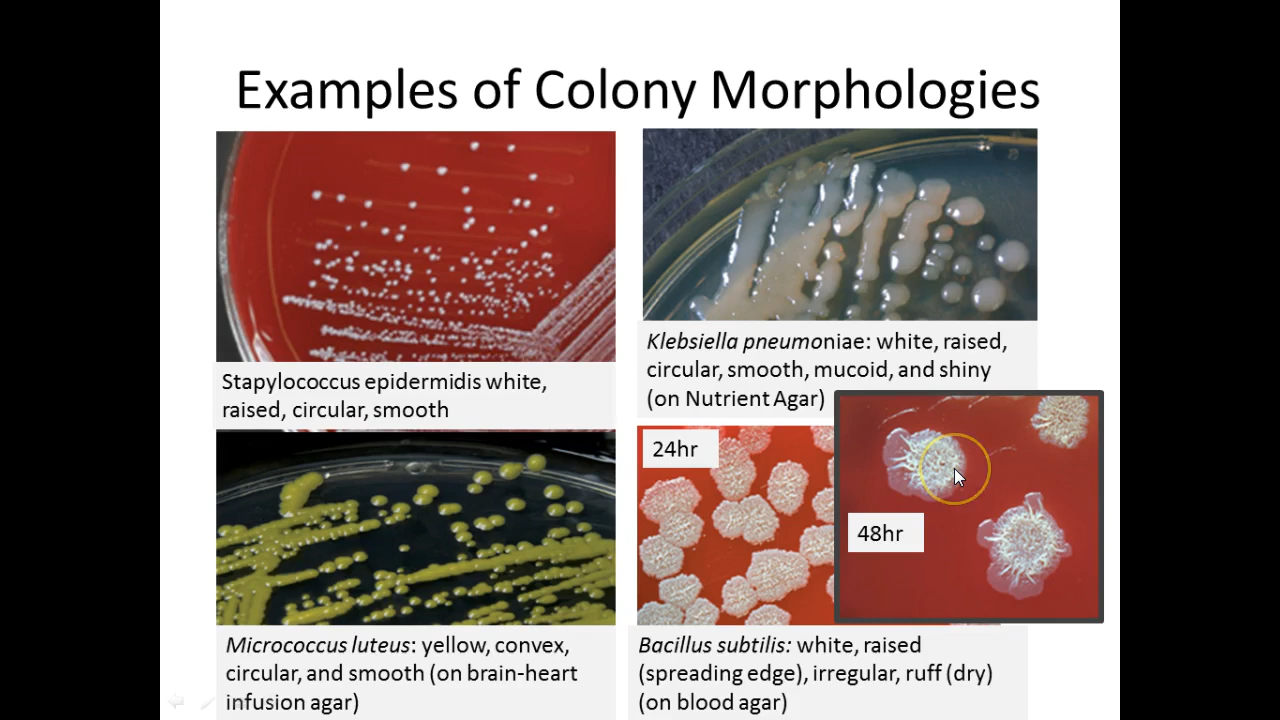 Examples of Colony Morphologies
Stapylococcus epidermidis white,
raised, circular, smooth
Klebsiella pneumoniae: white, raised,
circular, smooth, mucoid, and shiny
(on Nutrient Agar)
24hr
48hr
Micrococcus luteus: yellow, convex,
circular, and smooth (on brain-heart
infusion agar)
Bacillus subtilis: white, raised
(spreading edge), irregular, ruff (dry)
(on blood agar)